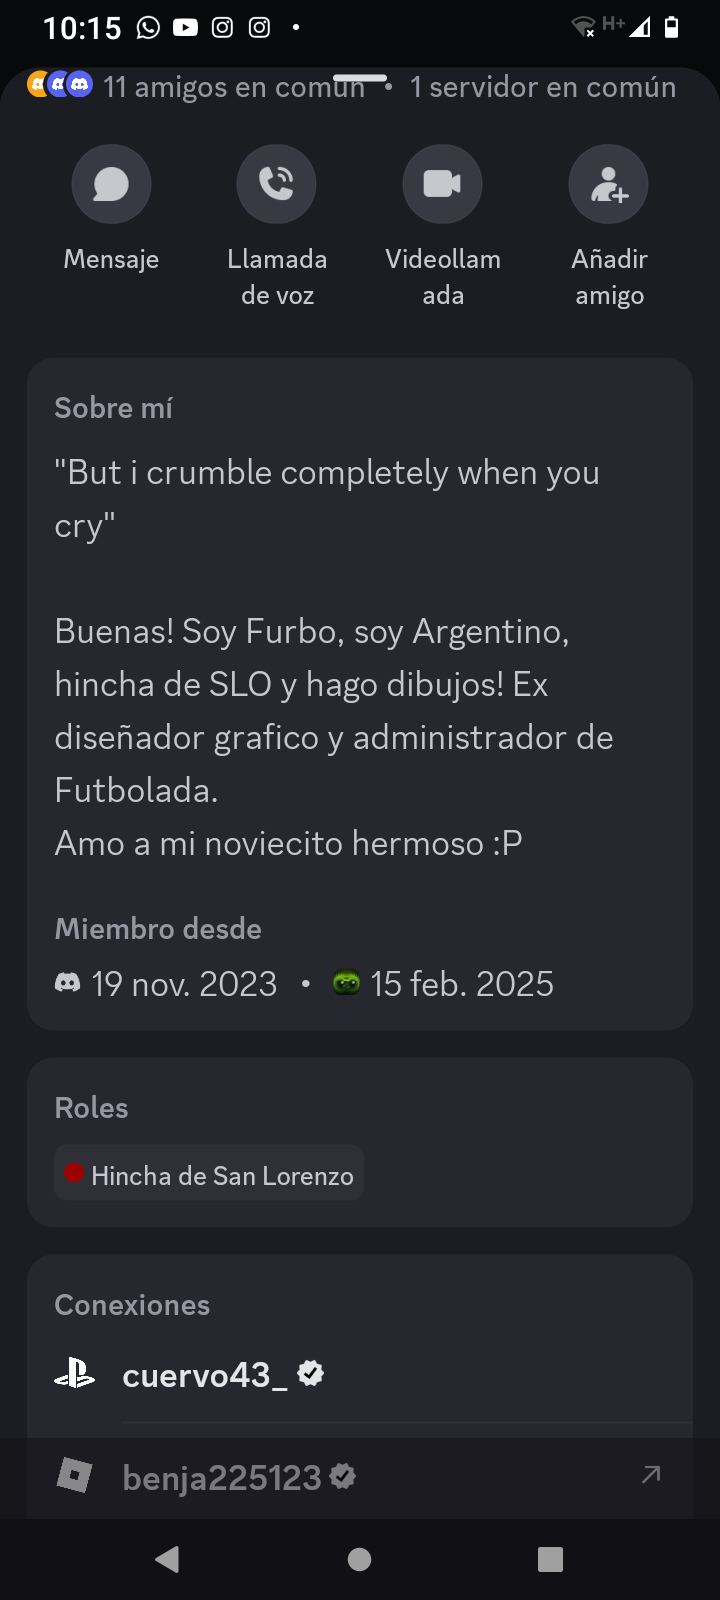 10:15
H+
11 amigos en común • 1 servidor en común
Mensaje
Llamada
de voz
Videollam
ada
Añadir
amigo
Sobre mí
"But i crumble completely when you
cry"
Buenas! Soy Furbo, soy Argentino,
hincha de SLO y hago dibujos! Ex
diseñador grafico y administrador de
Futbolada.
Amo a mi noviecito hermoso :P
Miembro desde
19 nov. 2023 • 15 feb. 2025
Roles
Hincha de San Lorenzo
Conexiones
cuervo43_
benja225123